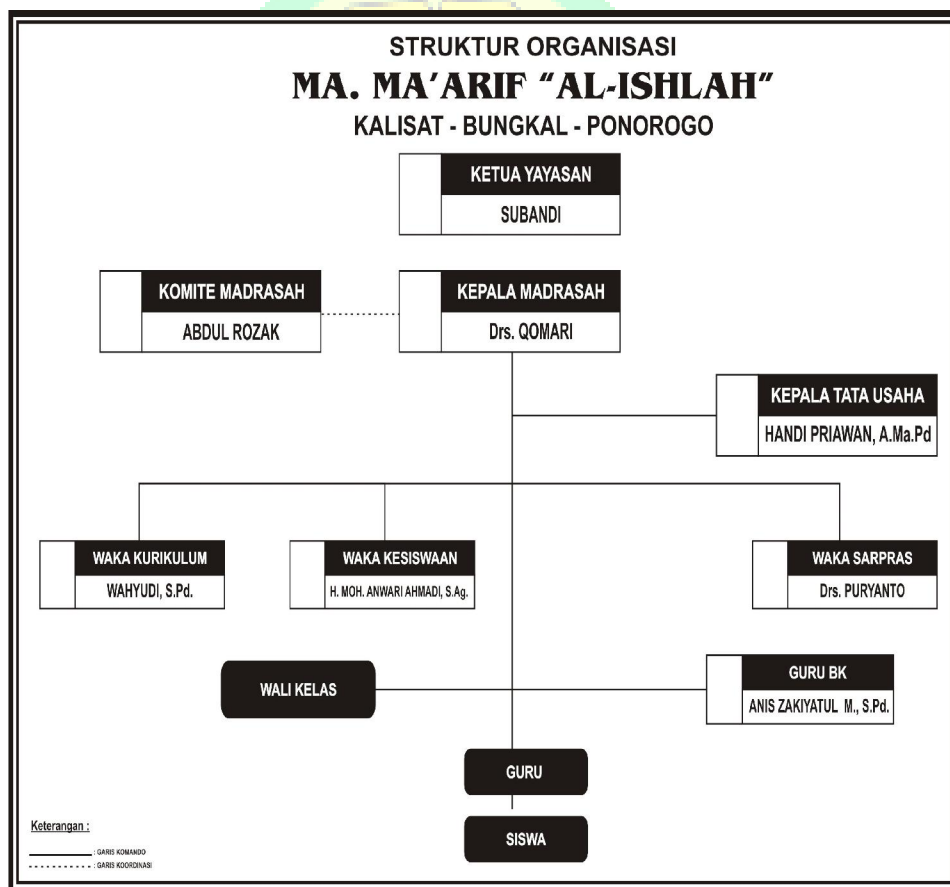 STRUKTUR ORGANISASI
MA. MA'ARIF "AL-ISHLAH"
KALISAT - BUNGKAL - PONOROGO
KETUA YAYASAN
SUBANDI
KOMITE MADRASAH
ABDUL ROZAK
KEPALA MADRASAH
Drs. QOMARI
KEPALA TATA USAHA
HANDI PRIAWAN, A.Ma.Pd
WAKA KURIKULUM
WAHYUDI, S.Pd.
WAKA KESISWAAN
H. MOH. ANWARI AHMADI, S.Ag.
WAKA SARPRAS
Drs. PURYANTO
WALI KELAS
GURU BK
ANIS ZAKIYATUL M., S.Pd.
GURU
SISWA
Keterangan :
: GARIS KOMANDO
: GARIS KOORDINASI